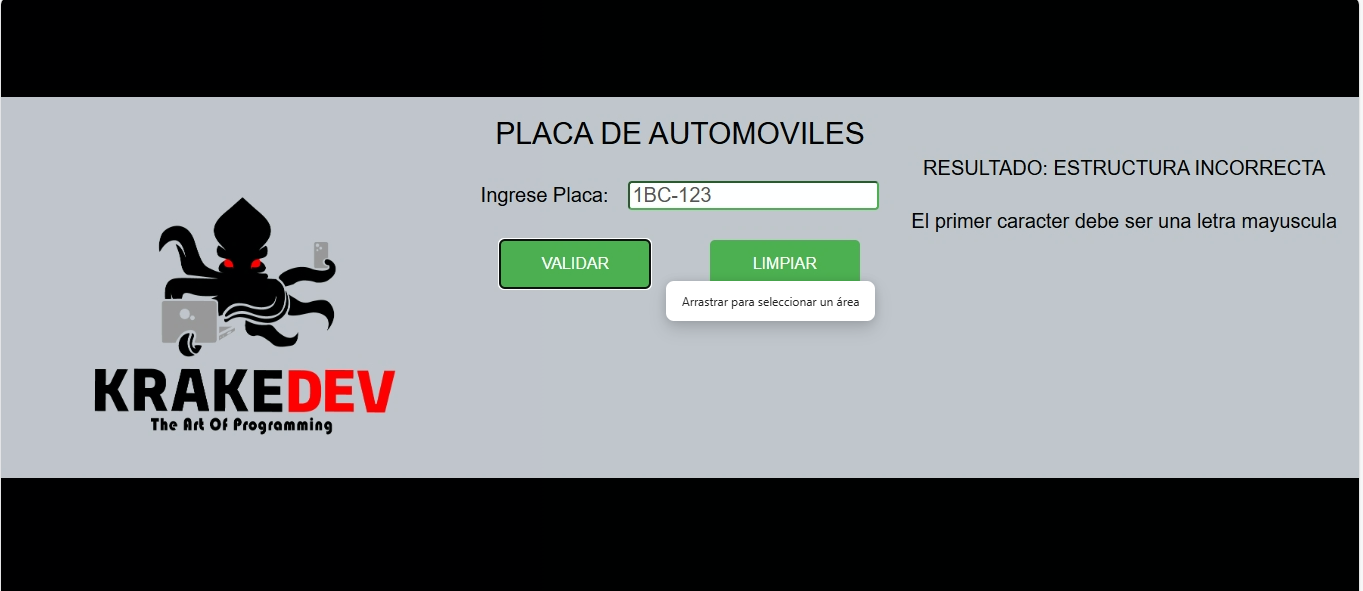 PLACA DE AUTOMOVILES
Ingrese Placa: 1BC-123
VALIDAR LIMPIAR
Arrastrar para seleccionar un área
RESULTADO: ESTRUCTURA INCORRECTA
El primer caracter debe ser una letra mayuscula
KRAKEDEV
The Art Of Programming